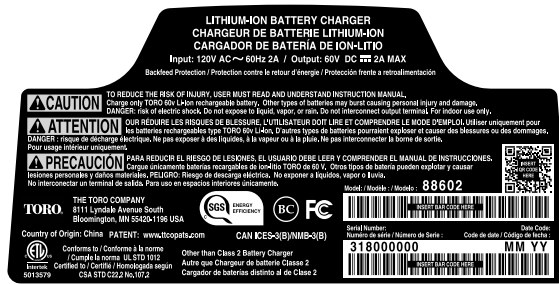 LITHIUM-ION BATTERY CHARGER
CHARGEUR DE BATTERIE LITHIUM-ION
CARGADOR DE BATERÍA DE ION-LITIO
Input: 120V AC ~ 60Hz 2A / Output: 60V DC ⎓ 2A MAX
Backfeed Protection / Protection contre le retour d'énergie / Protección frente a retroalimentación
CAUTION TO REDUCE THE RISK OF INJURY, USER MUST READ AND UNDERSTAND INSTRUCTION MANUAL,
Charge only TORO 60v Li-Ion rechargeable battery. Other types of batteries may burst causing personal injury and damage,
DANGER: risk of electric shock. Do not expose to liquid, vapor, or rain. Do not interconnect output terminal. For indoor use only.
ATTENTION POUR RÉDUIRE LES RISQUES DE BLESSURE, L'UTILISATEUR DOIT LIRE ET COMPRENDRE LE MODE D'EMPLOI. Utiliser uniquement pour
les batteries rechargeables type TORO 60V Li-Ion, D'autres types de batteries pourraient exploser et causer des blessures ou des dommages,
DANGER : risque de décharge électrique. Ne pas exposer à des liquides, à la vapeur ou à la pluie. Ne pas interconnecter la borne de sortie.
Pour usage intérieur uniquement.
PRECAUCIÓN PARA REDUCIR EL RIESGO DE LESIONES, EL USUARIO DEBE LEER Y COMPRENDER EL MANUAL DE INSTRUCCIONES.
Cargue únicamente baterías recargables de ion-litio TORO de 60 V, Otros tipos de batería pueden explotar y causar
lesiones personales y daños materiales, PELIGRO: Riesgo de descarga eléctrica. No exponer a líquidos, vapor o lluvia.
No interconectar un terminal de salida. Para uso en espacios interiores únicamente.
INSERT
QR CODE
HERE
Model: / Modèle : / Modelo : 88602
INSERT BAR CODE HERE
TORO.
THE TORO COMPANY
8111 Lyndale Avenue South
Bloomington, MN 55420-1196 USA
SGS ENERGY
EFFICIENCY
BC
FC
Country of Origin: China PATENT: www.ttcopats.com CAN ICES-3(B)/NMB-3(B)
Serial Number: Date Code:
Numéro de série / Número de Serie : Code de date / Código de fecha :
318000000 MM YY
INSERT BAR CODE HERE
ETL
Intertek
5013579
Conforms to / Conforme à la norme
/ Cumple la norma UL STD 1012
Certified to / Certifié / Homologada según
CSA STD C22,2 No,107,2
Other than Class 2 Battery Charger
Autre que Chargeur de batterie Classe 2
Cargador de baterías distinto al de Clase 2